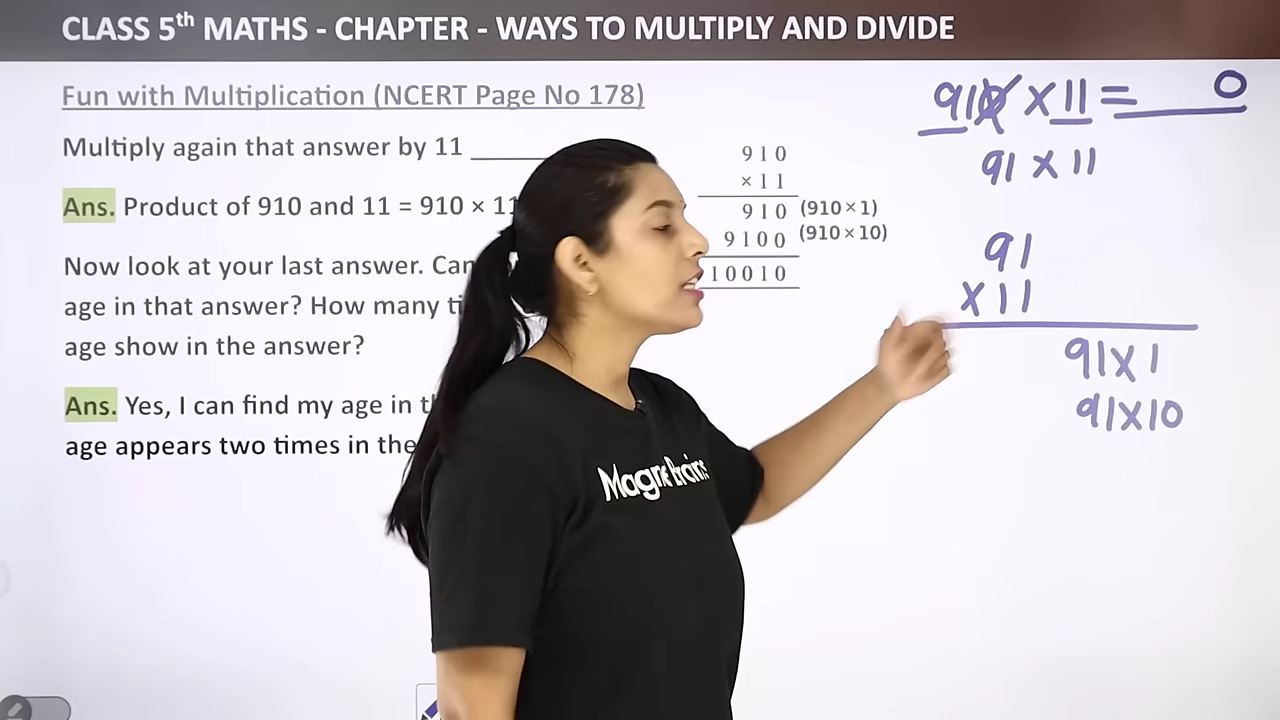 CLASS 5th MATHS - CHAPTER - WAYS TO MULTIPLY AND DIVIDE
Fun with Multiplication (NCERT Page No 178)
Multiply again that answer by 11 ______
Ans. Product of 910 and 11 = 910 × 11
Now look at your last answer. Can
age in that answer? How many
age show in the answer?
Ans. Yes, I can find my age in
age appears two times in the
910
×11
910 (910×1)
9100 (910×10)
10010
910 × 11 = 0
91 × 11
91
×11
91×1
91×10
Magnet Brains